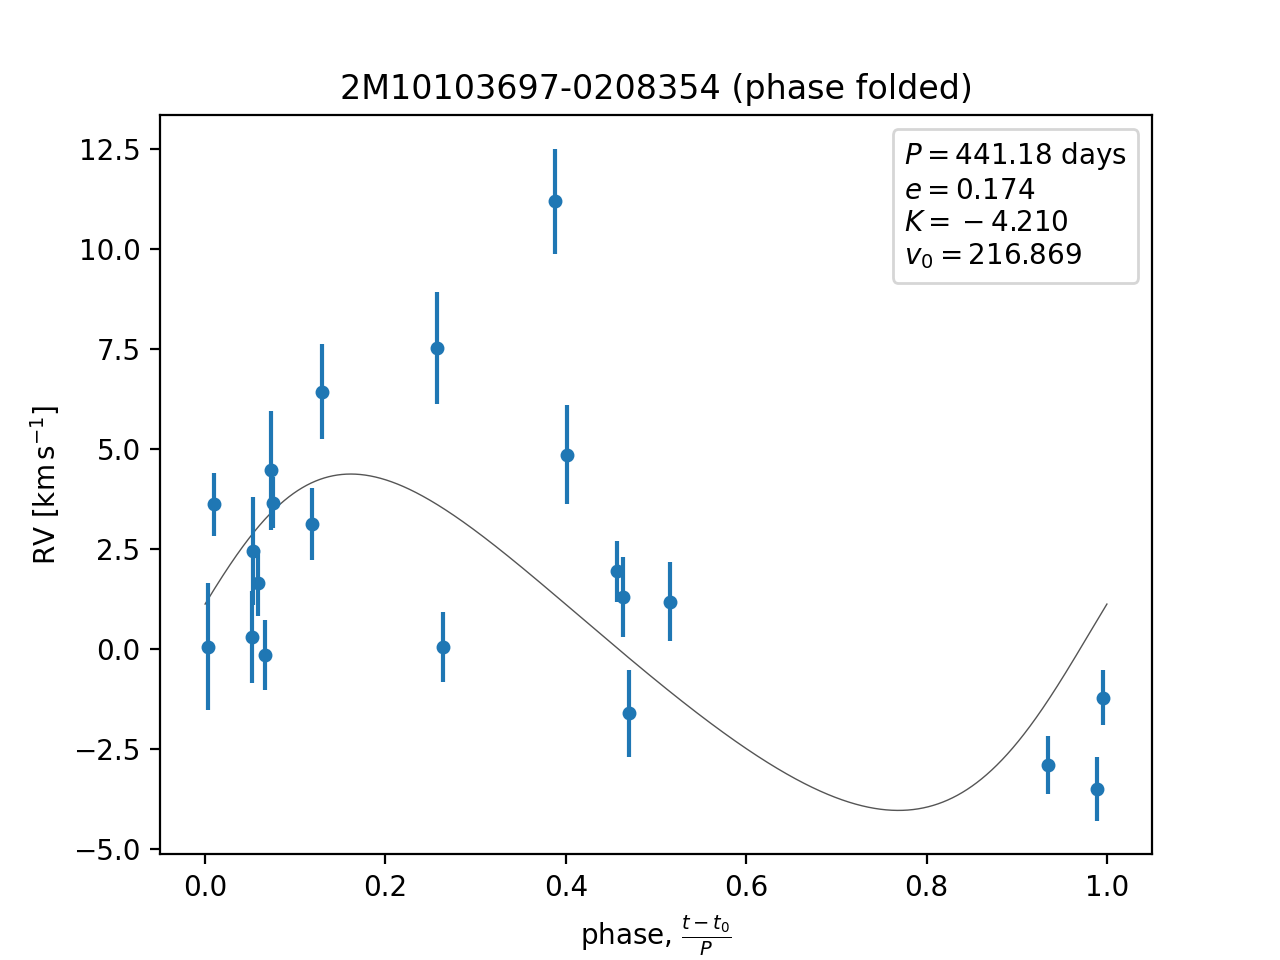 2M10103697-0208354 (phase folded)
P = 441.18 days
e = 0.174
K = −4.210
v₀ = 216.869
RV [km s⁻¹]
12.5
10.0
7.5
5.0
2.5
0.0
−2.5
−5.0
0.0 0.2 0.4 0.6 0.8 1.0
phase, (t − t₀)/P